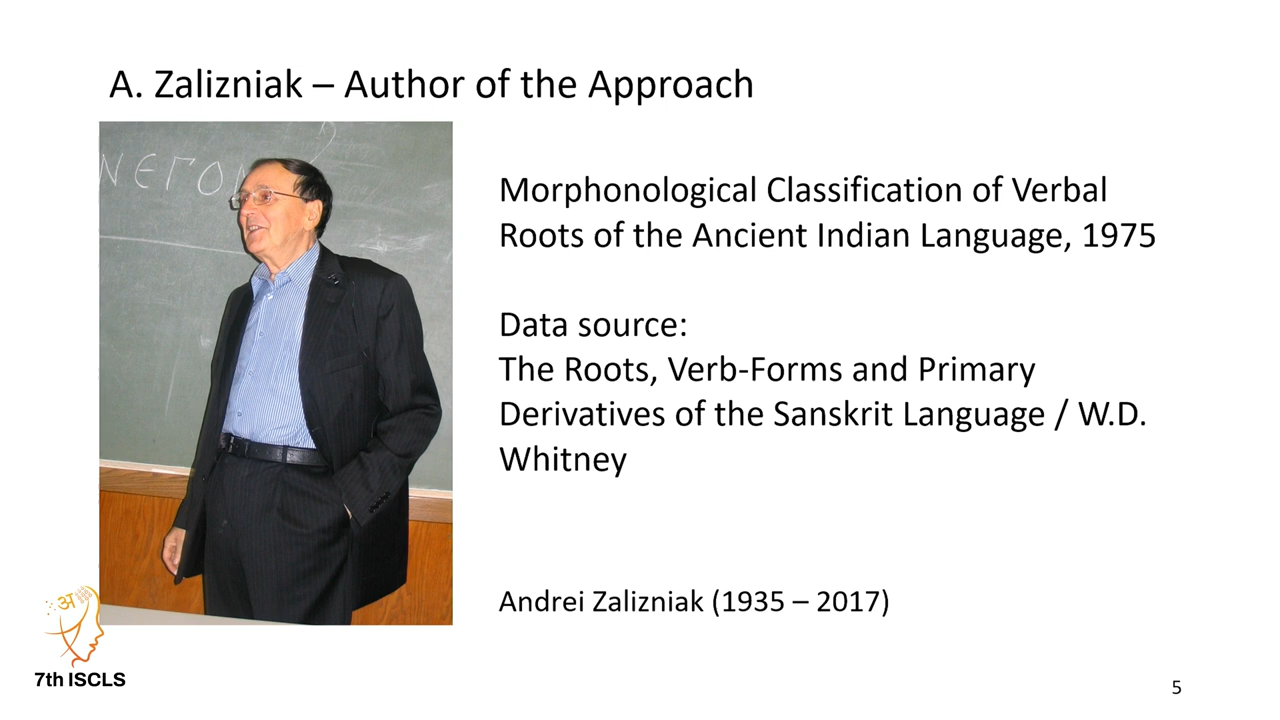 A. Zalizniak – Author of the Approach
NЄГОN
Morphonological Classification of Verbal
Roots of the Ancient Indian Language, 1975
Data source:
The Roots, Verb-Forms and Primary
Derivatives of the Sanskrit Language / W.D.
Whitney
Andrei Zalizniak (1935 – 2017)
अ
7th ISCLS
5